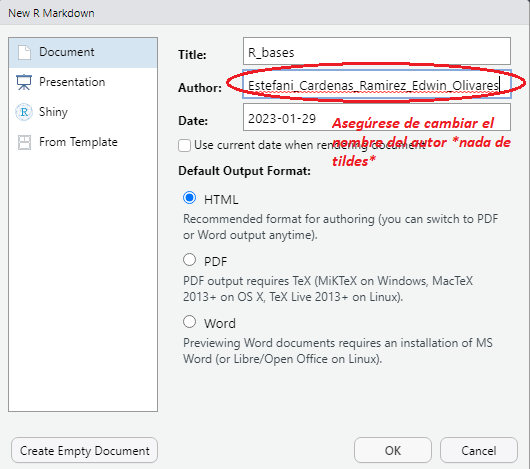 New R Markdown
Document
Presentation
Shiny
From Template
Title:
R_bases
Author:
Estefani_Cardenas_Ramirez_Edwin_Olivares
Date:
2023-01-29
Asegúrese de cambiar el
nombre del autor *nada de
tildes*
Use current date when rendering document
Default Output Format:
HTML
Recommended format for authoring (you can switch to PDF
or Word output anytime).
PDF
PDF output requires TeX (MiKTeX on Windows, MacTeX
2013+ on OS X, TeX Live 2013+ on Linux).
Word
Previewing Word documents requires an installation of MS
Word (or Libre/Open Office on Linux).
Create Empty Document
OK
Cancel